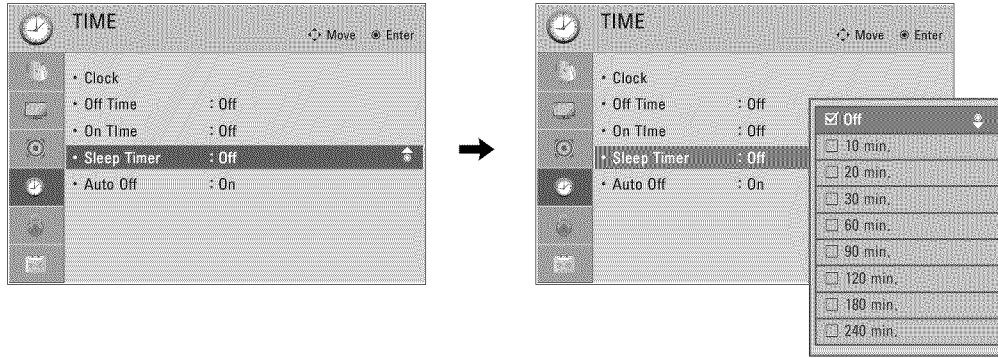 TIME
Move Enter
• Clock
• Off Time : Off
• On TIme : Off
• Sleep Timer : Off
• Auto Off : On
TIME
Move Enter
• Clock
• Off Time : Off
• On TIme : Off
• Sleep Timer : Off
• Auto Off : On
Off
10 min.
20 min.
30 min.
60 min.
90 min.
120 min.
180 min.
240 min.